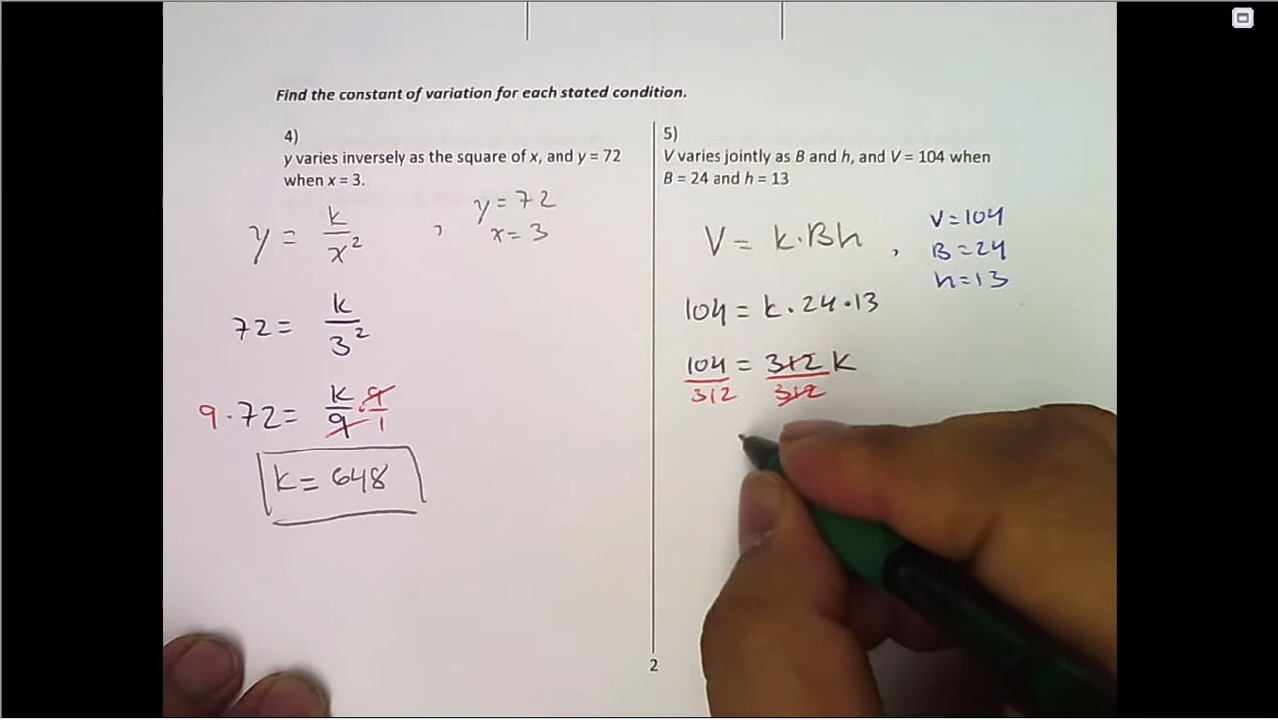 Find the constant of variation for each stated condition.
4)
y varies inversely as the square of x, and y = 72
when x = 3.
y = k/x²  ,  y = 72
x = 3
72 = k/3²
9 · 72 = k/9 · 9/1
k = 648
5)
V varies jointly as B and h, and V = 104 when
B = 24 and h = 13
V = k·Bh  ,  V=104
B=24
h=13
104 = k·24·13
104/312 = 312k/312
2